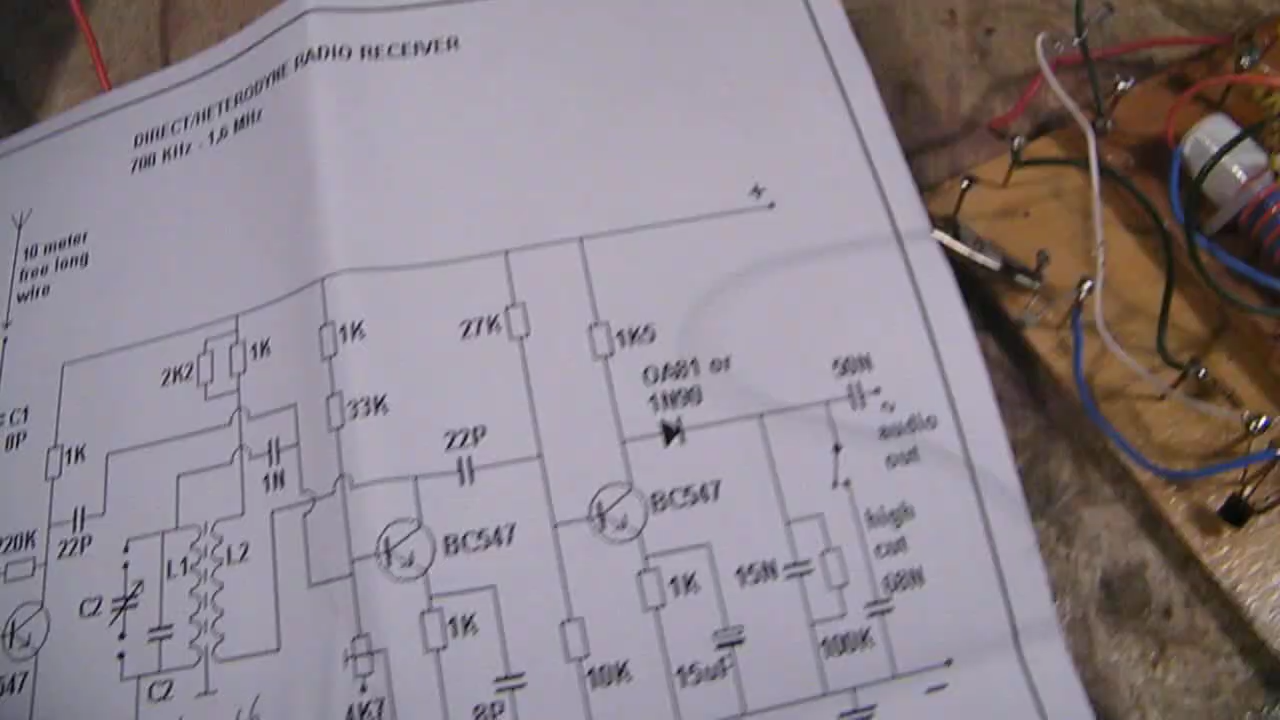 DIRECT/HETERODYNE RADIO RECEIVER
700 KHz - 1,6 MHz
10 meter
free long
wire
+
2K2
1K
1K
27K
1K5
OA81 or
1N90
50N
audio
out
C1
33K
1K
22P
1N
22P
BC547
BC547
L1
L2
C2
C2
1K
1K
15N
high
cut
68N
100K
10K
15uF
4K7
8P
547
-